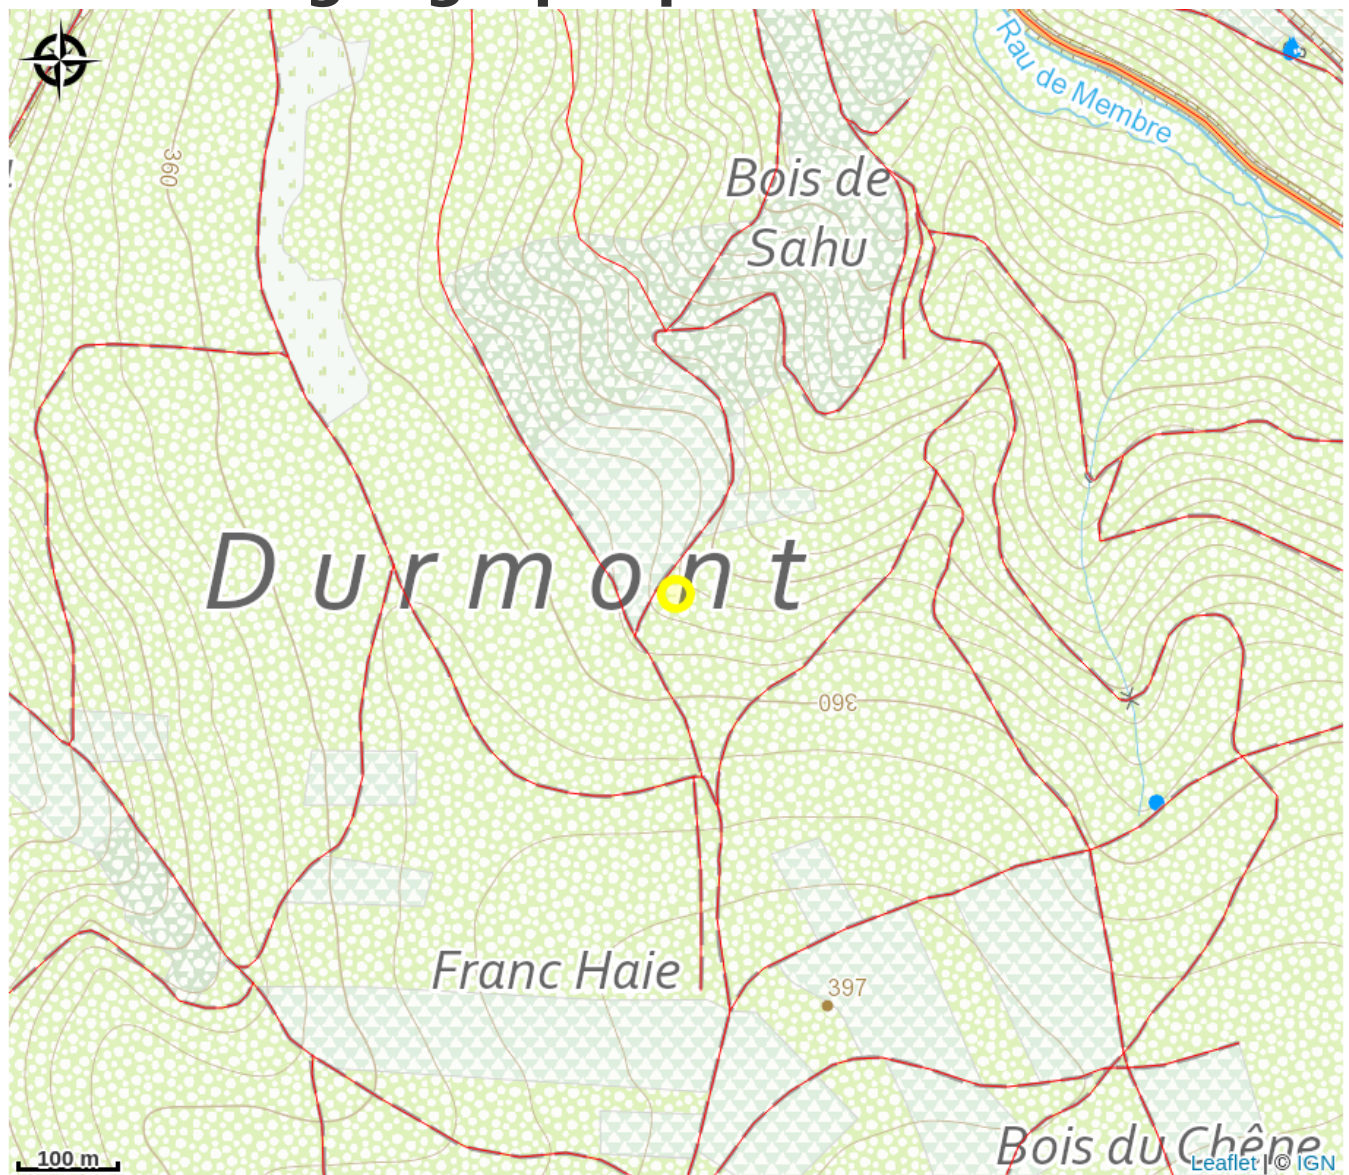 Rau de Membre
360
Bois de
Sahu
Durmont
360
Franc Haie
397
Bois du Chêne
100 m
Leaflet | © IGN